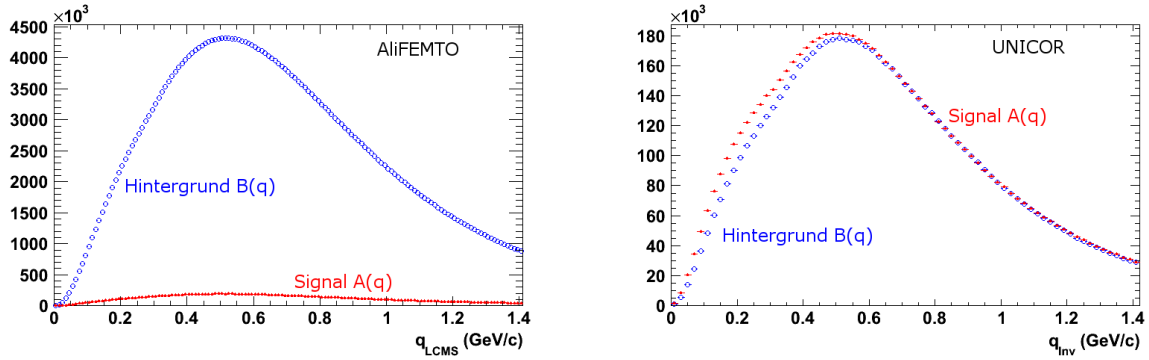 ×10³
4500
4000
3500
3000
2500
2000
1500
1000
500
0
AliFEMTO
Hintergrund B(q)
Signal A(q)
0 0.2 0.4 0.6 0.8 1 1.2 1.4
q_LCMS (GeV/c)
×10³
180
160
140
120
100
80
60
40
20
0
UNICOR
Signal A(q)
Hintergrund B(q)
0 0.2 0.4 0.6 0.8 1 1.2 1.4
q_Inv (GeV/c)